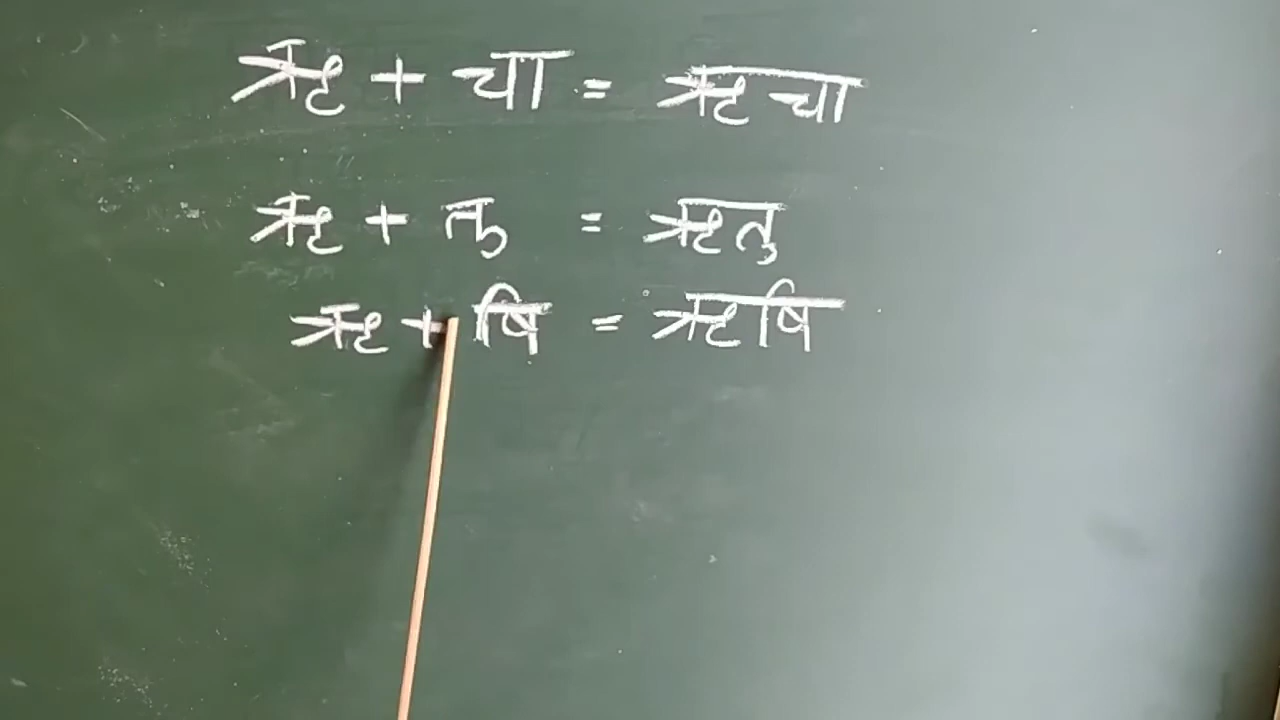 ऋ + चा = ऋचा
ऋ + तु = ऋतु
ऋ + षि = ऋषि